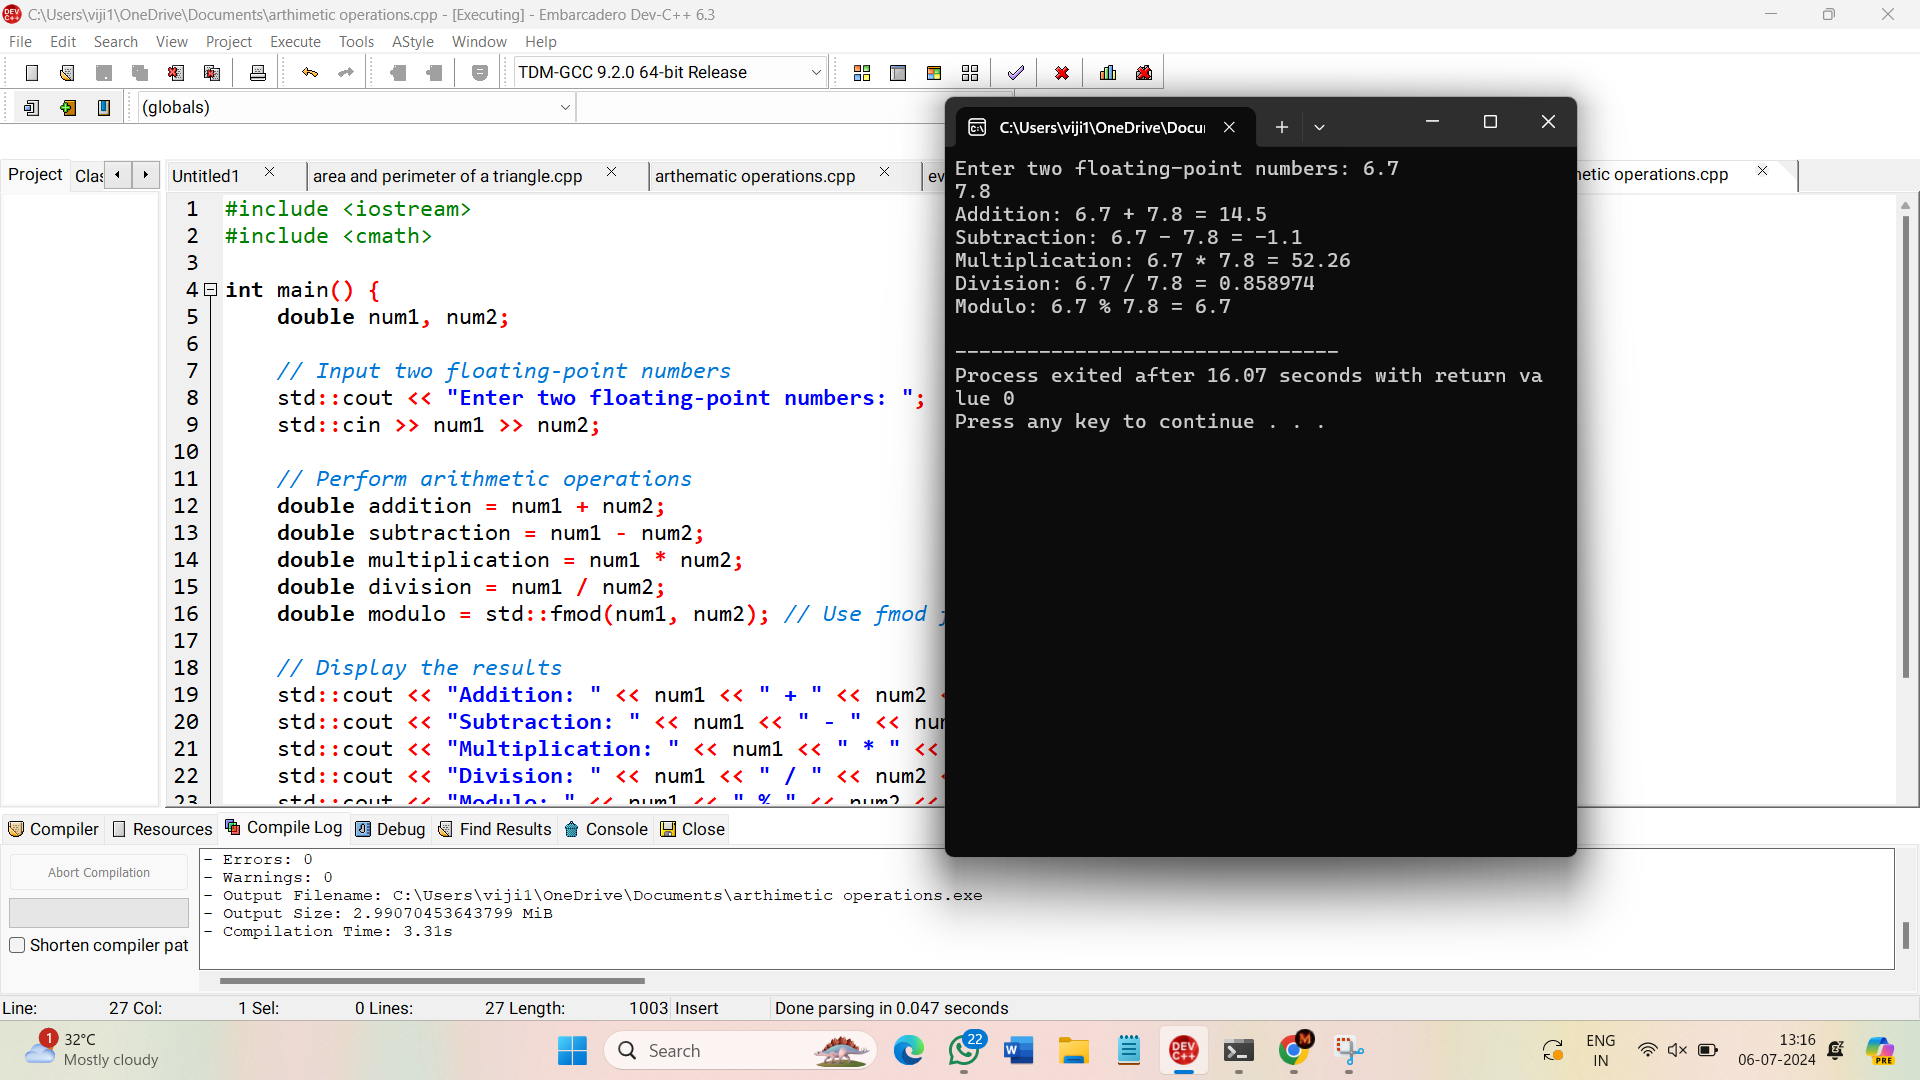 C:\Users\viji1\OneDrive\Documents\arthimetic operations.cpp - [Executing] - Embarcadero Dev-C++ 6.3
File Edit Search View Project Execute Tools AStyle Window Help
TDM-GCC 9.2.0 64-bit Release
(globals)
Project Clas Untitled1 area and perimeter of a triangle.cpp arthematic operations.cpp ev netic operations.cpp
1 #include <iostream>
2 #include <cmath>
3
4 int main() {
5 double num1, num2;
6
7 // Input two floating-point numbers
8 std::cout << "Enter two floating-point numbers: ";
9 std::cin >> num1 >> num2;
10
11 // Perform arithmetic operations
12 double addition = num1 + num2;
13 double subtraction = num1 - num2;
14 double multiplication = num1 * num2;
15 double division = num1 / num2;
16 double modulo = std::fmod(num1, num2); // Use fmod
17
18 // Display the results
19 std::cout << "Addition: " << num1 << " + " << num2 <
20 std::cout << "Subtraction: " << num1 << " - " << nu
21 std::cout << "Multiplication: " << num1 << " * " <<
22 std::cout << "Division: " << num1 << " / " << num2 <
23 std::cout << "Modulo: " << num1 << " % " << num2 <<
C:\Users\viji1\OneDrive\Docu
Enter two floating-point numbers: 6.7
7.8
Addition: 6.7 + 7.8 = 14.5
Subtraction: 6.7 - 7.8 = -1.1
Multiplication: 6.7 * 7.8 = 52.26
Division: 6.7 / 7.8 = 0.858974
Modulo: 6.7 % 7.8 = 6.7
--------------------------------
Process exited after 16.07 seconds with return va
lue 0
Press any key to continue . . .
Compiler Resources Compile Log Debug Find Results Console Close
Abort Compilation
Shorten compiler pat
- Errors: 0
- Warnings: 0
- Output Filename: C:\Users\viji1\OneDrive\Documents\arthimetic operations.exe
- Output Size: 2.99070453643799 MiB
- Compilation Time: 3.31s
Line: 27 Col: 1 Sel: 0 Lines: 27 Length: 1003 Insert Done parsing in 0.047 seconds
1
32°C
Mostly cloudy
Search
22
W
DEV C++
M
ENG
IN
13:16
06-07-2024
PRE